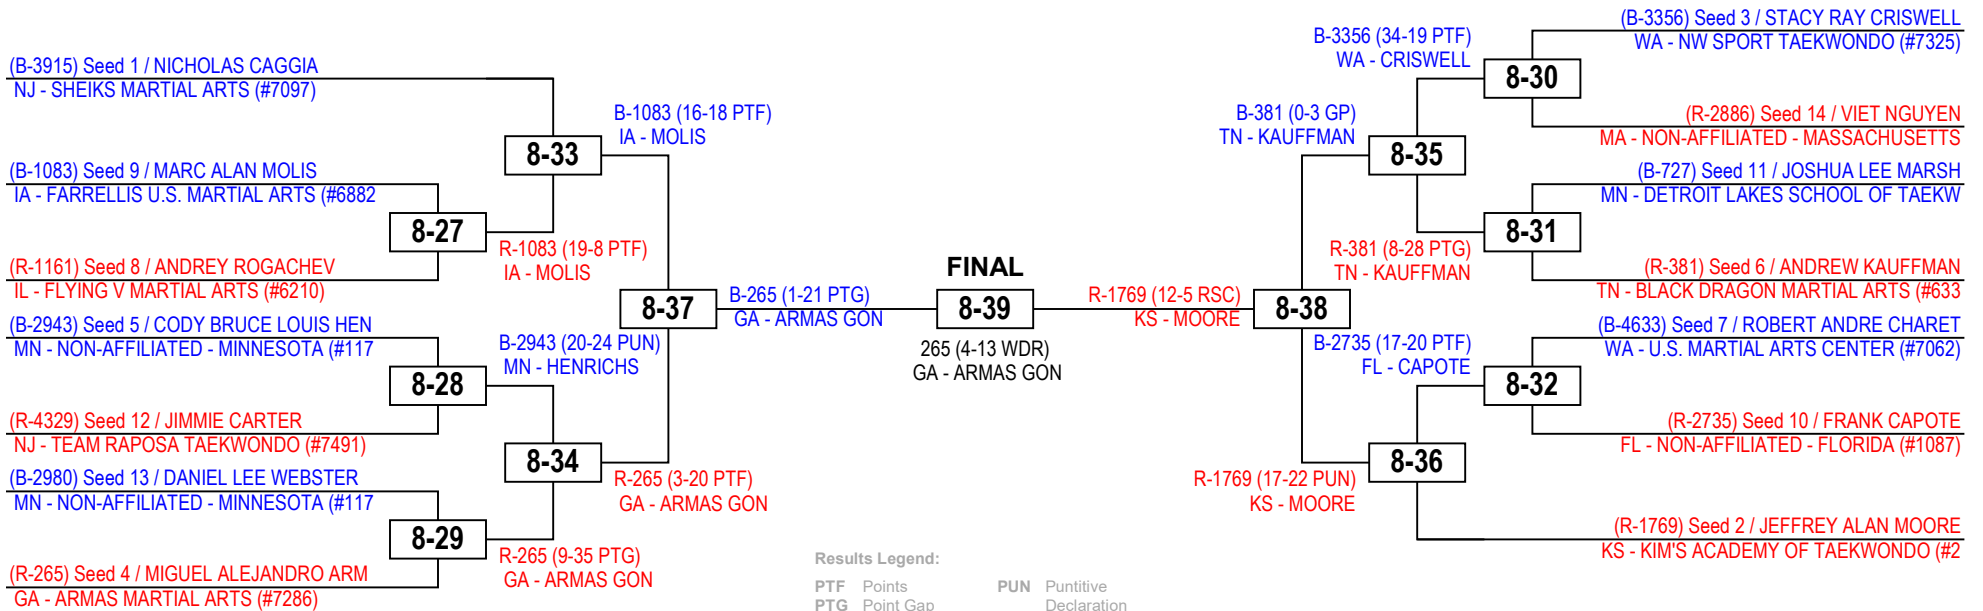 (B-3915) Seed 1 / NICHOLAS CAGGIA
NJ - SHEIKS MARTIAL ARTS (#7097)
(B-1083) Seed 9 / MARC ALAN MOLIS
IA - FARRELLIS U.S. MARTIAL ARTS (#6882
(R-1161) Seed 8 / ANDREY ROGACHEV
IL - FLYING V MARTIAL ARTS (#6210)
(B-2943) Seed 5 / CODY BRUCE LOUIS HEN
MN - NON-AFFILIATED - MINNESOTA (#117
(R-4329) Seed 12 / JIMMIE CARTER
NJ - TEAM RAPOSA TAEKWONDO (#7491)
(B-2980) Seed 13 / DANIEL LEE WEBSTER
MN - NON-AFFILIATED - MINNESOTA (#117
(R-265) Seed 4 / MIGUEL ALEJANDRO ARM
GA - ARMAS MARTIAL ARTS (#7286)
8-27
8-28
8-29
B-1083 (16-18 PTF)
IA - MOLIS
8-33
R-1083 (19-8 PTF)
IA - MOLIS
B-2943 (20-24 PUN)
MN - HENRICHS
8-34
R-265 (3-20 PTF)
GA - ARMAS GON
R-265 (9-35 PTG)
GA - ARMAS GON
8-37
B-265 (1-21 PTG)
GA - ARMAS GON
FINAL
8-39
265 (4-13 WDR)
GA - ARMAS GON
R-1769 (12-5 RSC)
KS - MOORE
8-38
B-3356 (34-19 PTF)
WA - CRISWELL
B-381 (0-3 GP)
TN - KAUFFMAN
8-35
R-381 (8-28 PTG)
TN - KAUFFMAN
B-2735 (17-20 PTF)
FL - CAPOTE
8-36
R-1769 (17-22 PUN)
KS - MOORE
8-30
8-31
8-32
(B-3356) Seed 3 / STACY RAY CRISWELL
WA - NW SPORT TAEKWONDO (#7325)
(R-2886) Seed 14 / VIET NGUYEN
MA - NON-AFFILIATED - MASSACHUSETTS
(B-727) Seed 11 / JOSHUA LEE MARSH
MN - DETROIT LAKES SCHOOL OF TAEKW
(R-381) Seed 6 / ANDREW KAUFFMAN
TN - BLACK DRAGON MARTIAL ARTS (#633
(B-4633) Seed 7 / ROBERT ANDRE CHARET
WA - U.S. MARTIAL ARTS CENTER (#7062)
(R-2735) Seed 10 / FRANK CAPOTE
FL - NON-AFFILIATED - FLORIDA (#1087)
(R-1769) Seed 2 / JEFFREY ALAN MOORE
KS - KIM'S ACADEMY OF TAEKWONDO (#2
Results Legend:
PTF Points PUN Puntitive
PTG Point Gap Declaration